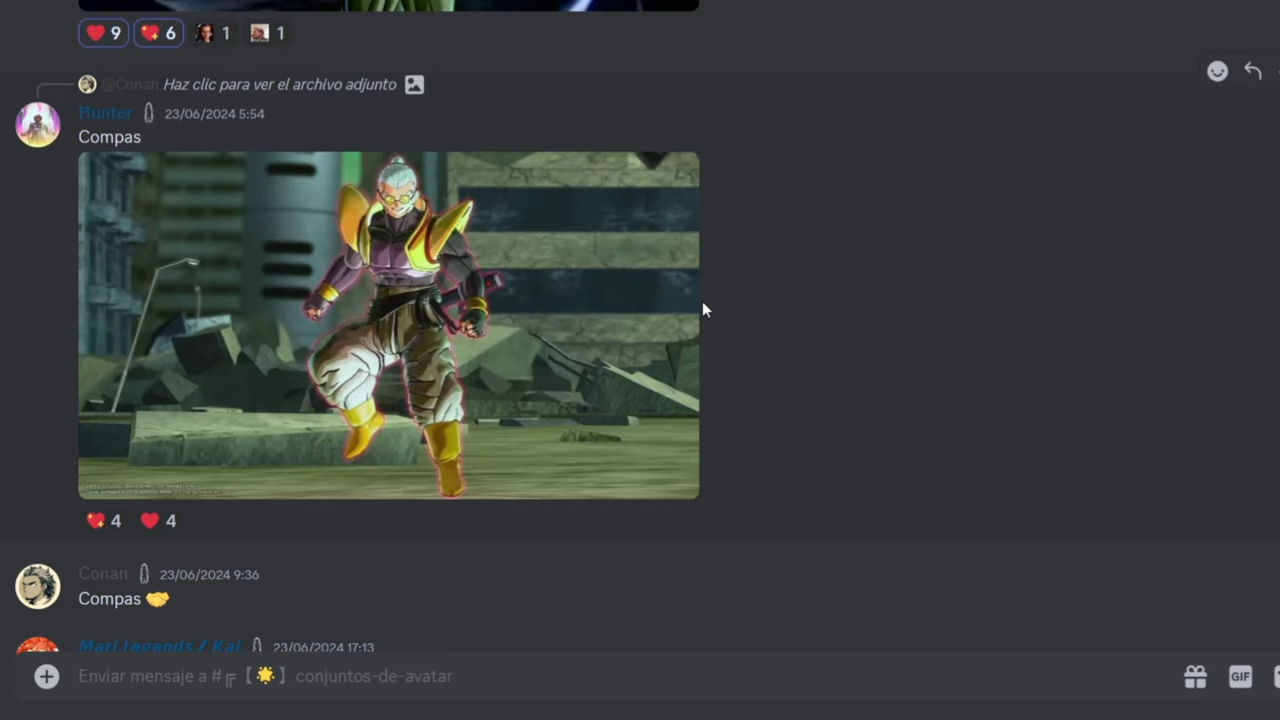 9 6 1 1
@Conan Haz clic para ver el archivo adjunto
Hunter 23/06/2024 5:54
Compas
4 4
Conan 23/06/2024 9:36
Compas 🤝
Mati Legends Z Kai 23/06/2024 17:13
Enviar mensaje a #╔【🌟】conjuntos-de-avatar
GIF